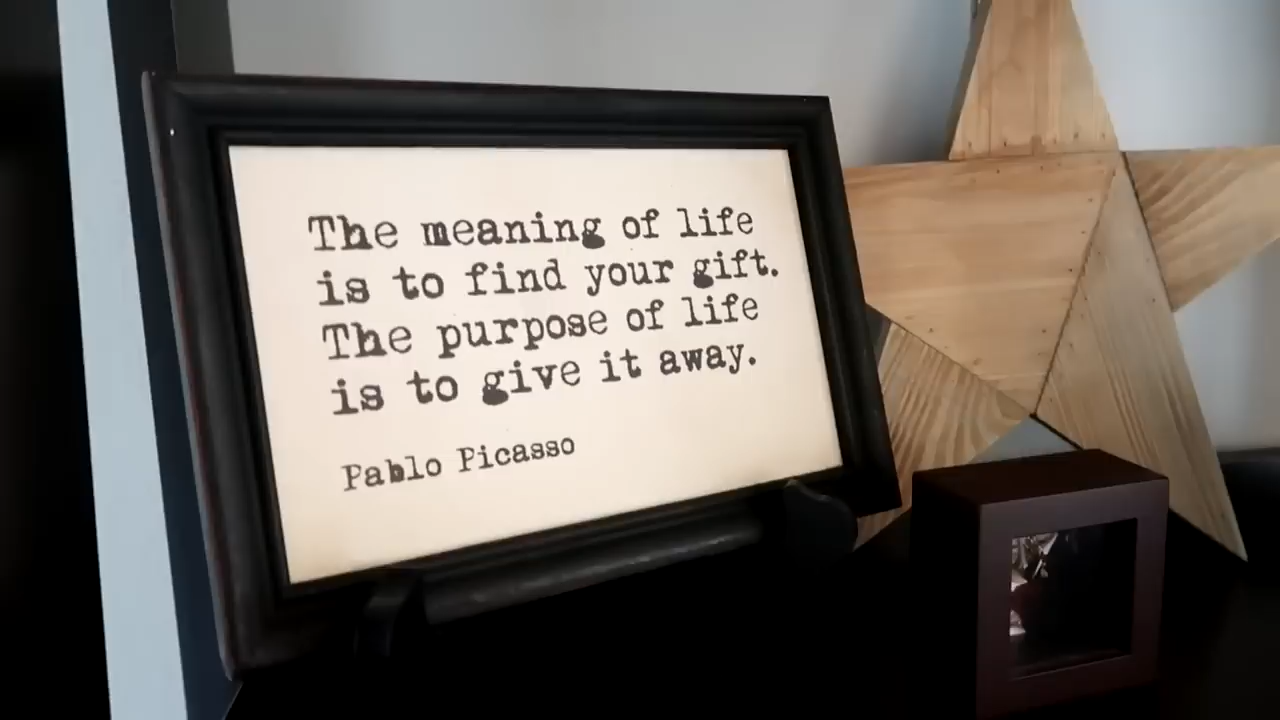 The meaning of life
is to find your gift.
The purpose of life
is to give it away.
Pablo Picasso